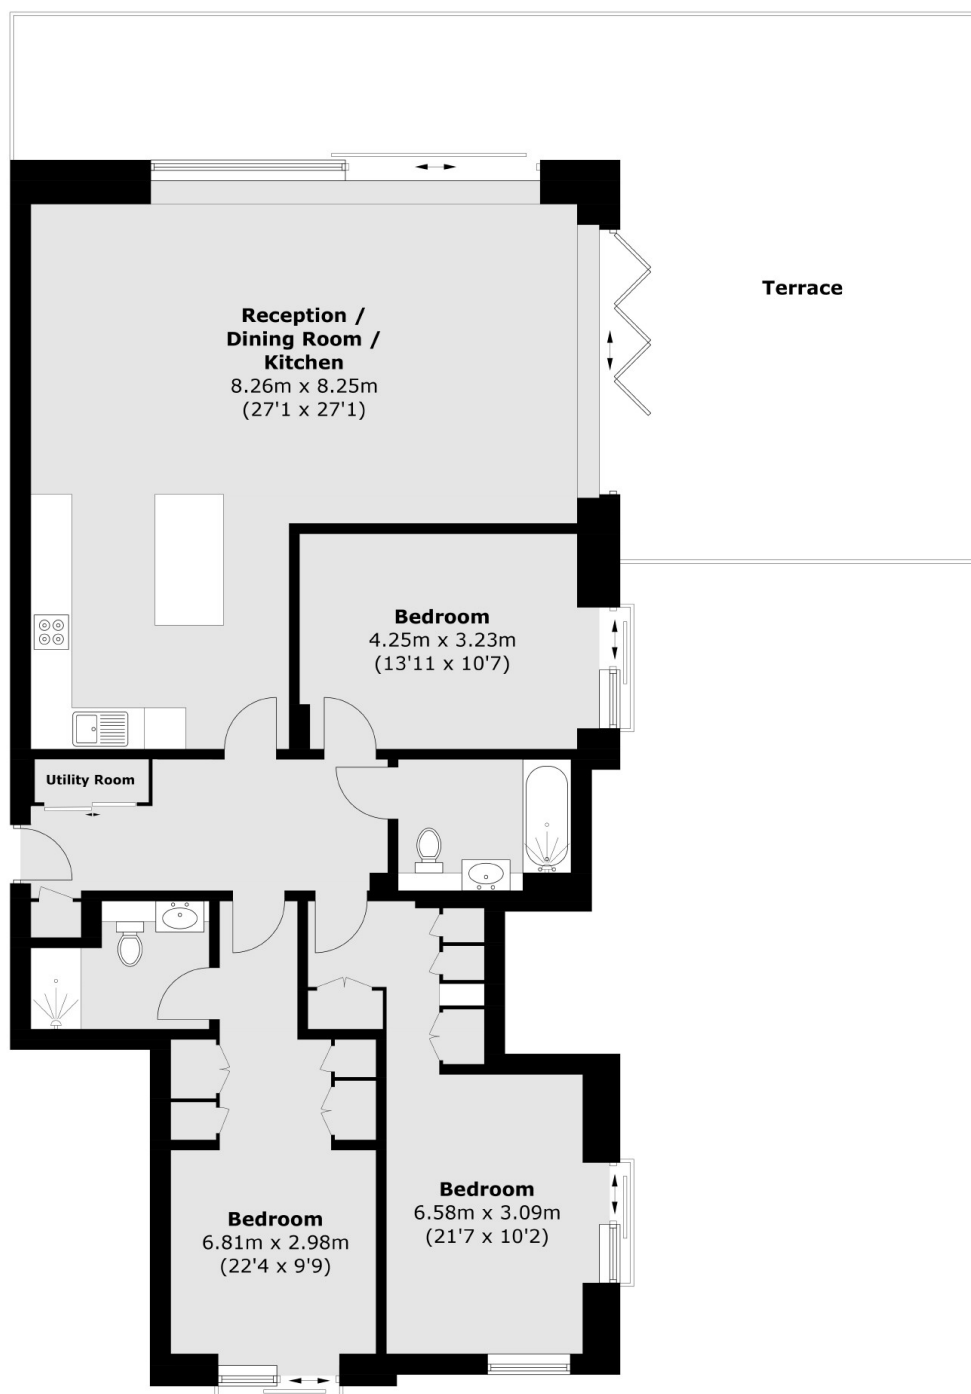 Reception /
Dining Room /
Kitchen
8.26m x 8.25m
(27'1 x 27'1)
Terrace
Bedroom
4.25m x 3.23m
(13'11 x 10'7)
Utility Room
Bedroom
6.58m x 3.09m
(21'7 x 10'2)
Bedroom
6.81m x 2.98m
(22'4 x 9'9)